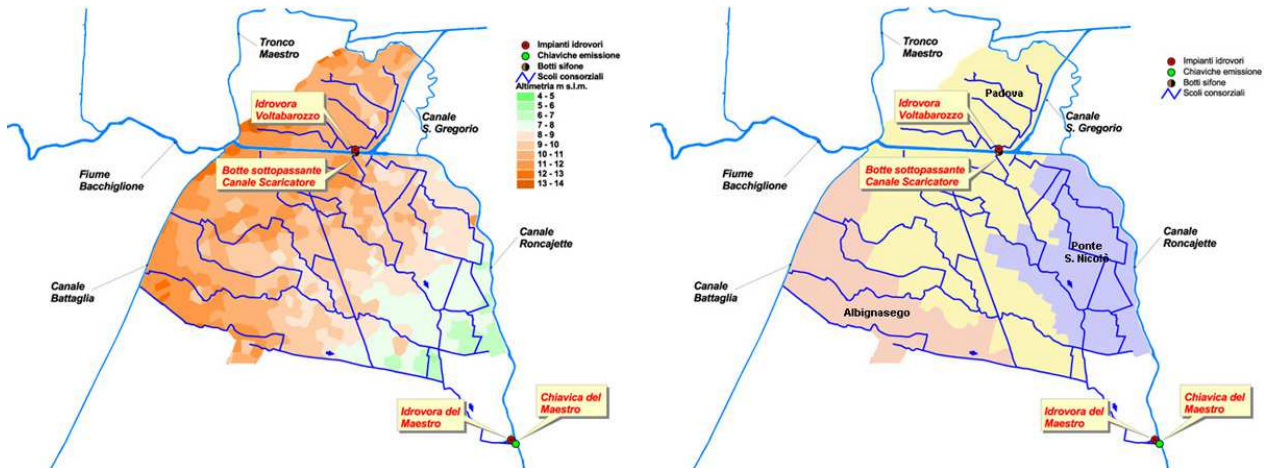 Tronco
Maestro
Impianti idrovori
Chiaviche emissione
Botti sifone
Scoli consorziali
Altimetria m s.l.m.
4 - 5
5 - 6
6 - 7
7 - 8
8 - 9
9 - 10
10 - 11
11 - 12
12 - 13
13 - 14
Idrovora
Voltabarozzo
Canale
S. Gregorio
Fiume
Bacchiglione
Botte sottopassante
Canale Scaricatore
Canale
Roncajette
Canale
Battaglia
Idrovora del
Maestro
Chiavica del
Maestro
Tronco
Maestro
Impianti idrovori
Chiaviche emissione
Botti sifone
Scoli consorziali
Padova
Idrovora
Voltabarozzo
Canale
S. Gregorio
Fiume
Bacchiglione
Botte sottopassante
Canale Scaricatore
Ponte
S. Nicolò
Canale
Roncajette
Canale
Battaglia
Albignasego
Idrovora del
Maestro
Chiavica del
Maestro